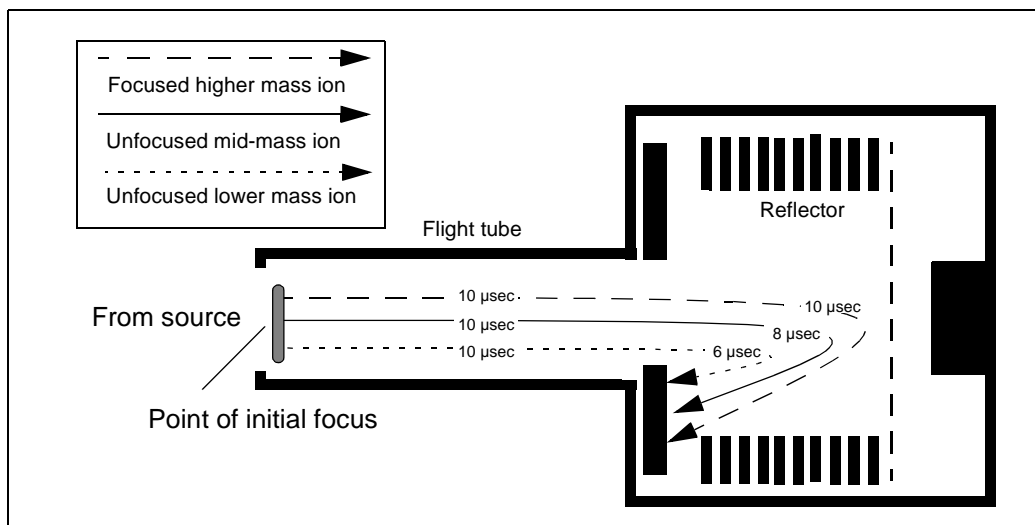 Focused higher mass ion
Unfocused mid-mass ion
Unfocused lower mass ion
Reflector
Flight tube
10 µsec
10 µsec
From source
10 µsec
8 µsec
10 µsec
6 µsec
Point of initial focus